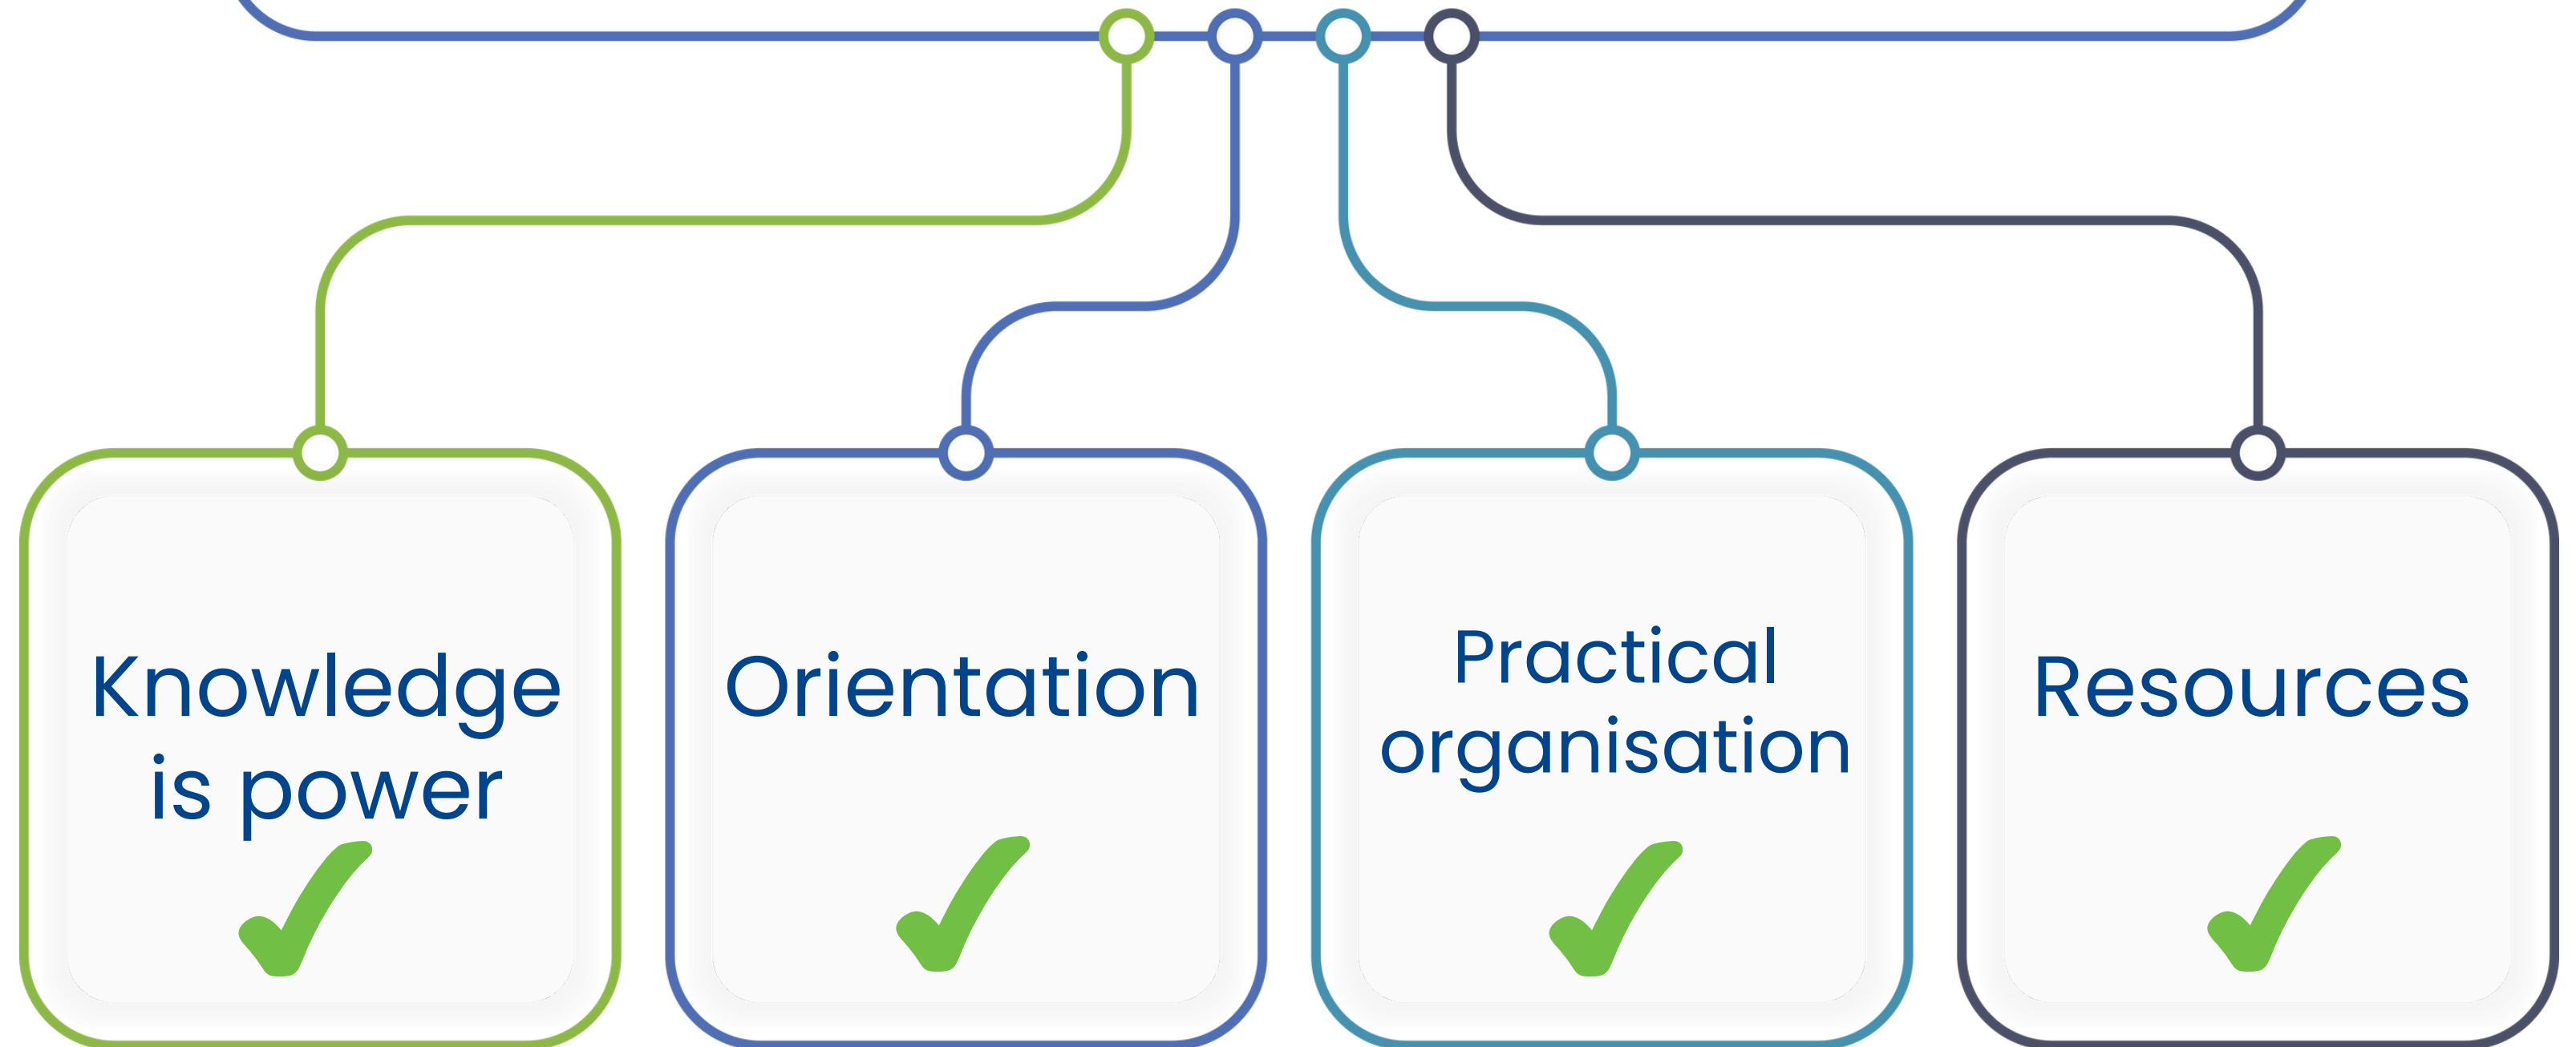 Knowledge
is power
Orientation
Practical
organisation
Resources